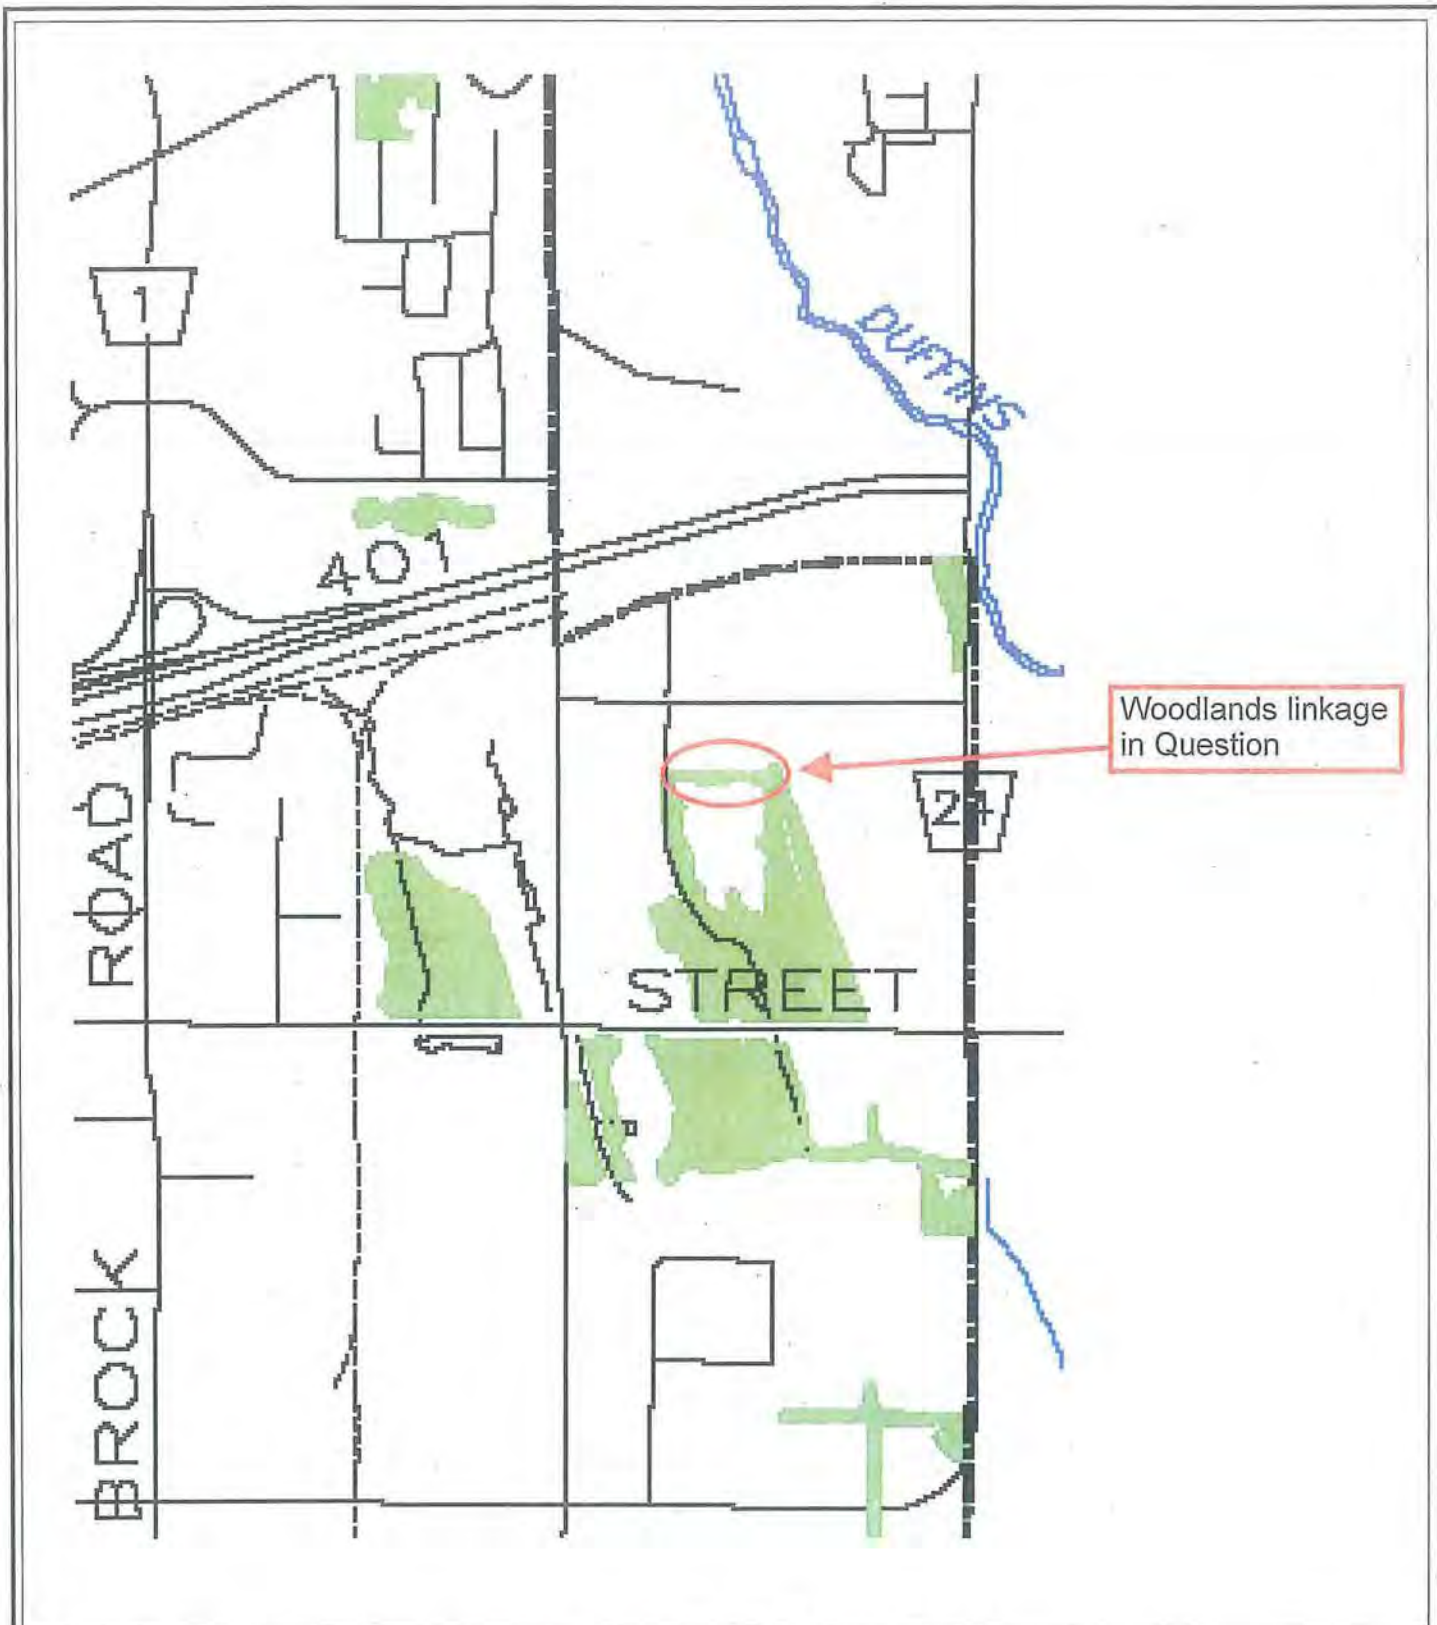 1
DUFFINS
401
Woodlands linkage
in Question
24
BROCK ROAD
STREET